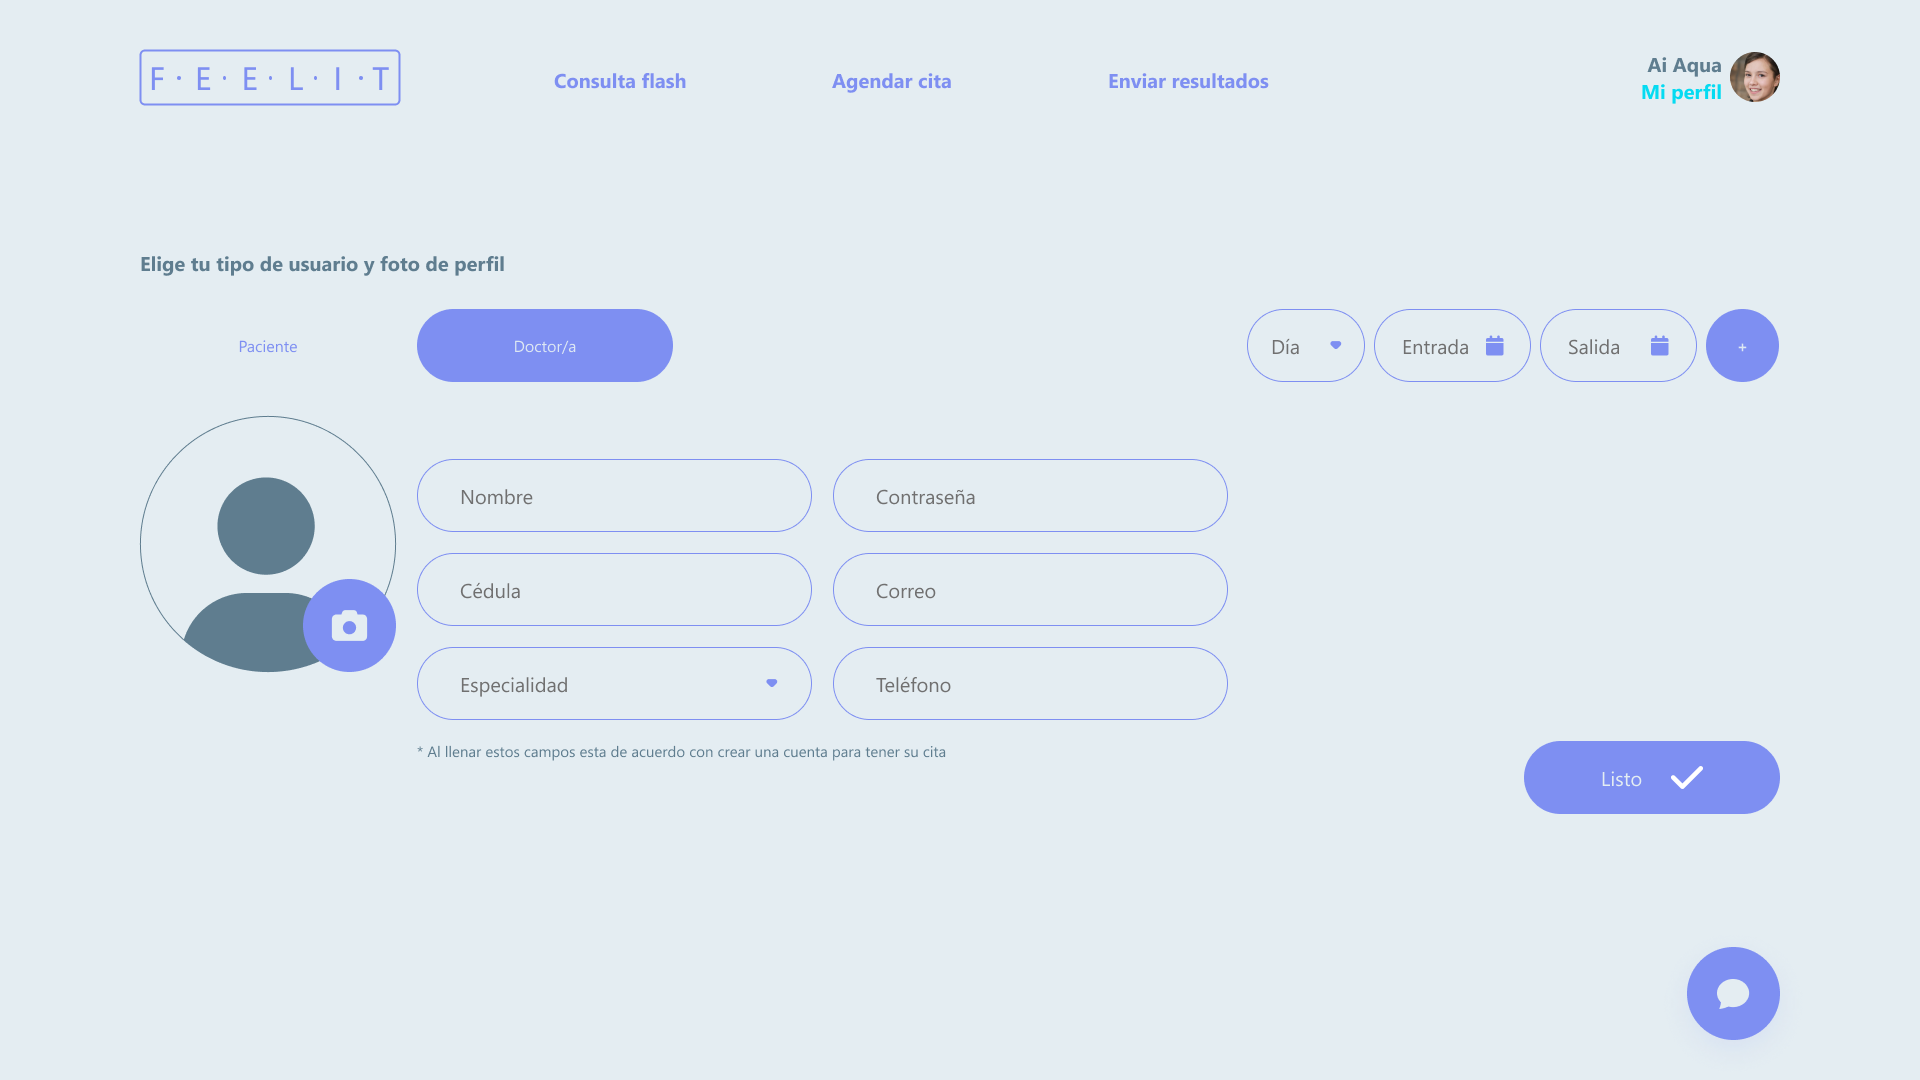 F·E·E·L·I·T
Consulta flash
Agendar cita
Enviar resultados
Ai Aqua
Mi perfil
Elige tu tipo de usuario y foto de perfil
Paciente
Doctor/a
Día
Entrada
Salida
+
Nombre
Contraseña
Cédula
Correo
Especialidad
Teléfono
* Al llenar estos campos esta de acuerdo con crear una cuenta para tener su cita
Listo